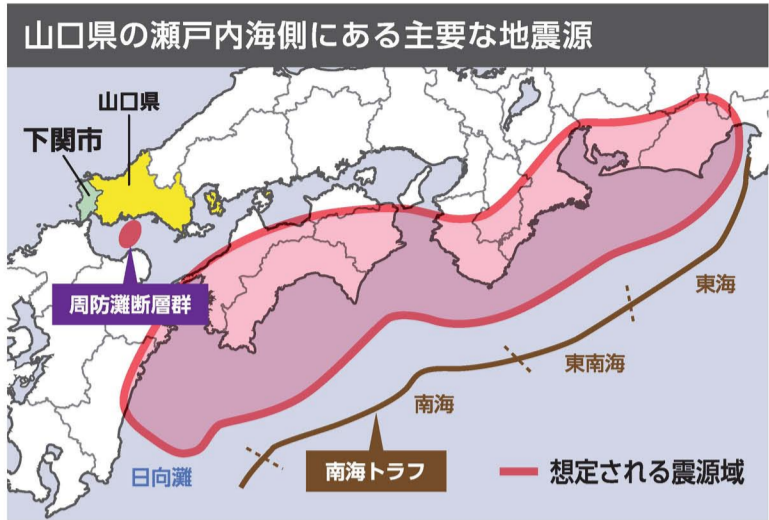 山口県の瀬戸内海側にある主要な地震源
山口県
下関市
周防灘断層群
東海
東南海
南海
日向灘
南海トラフ
想定される震源域